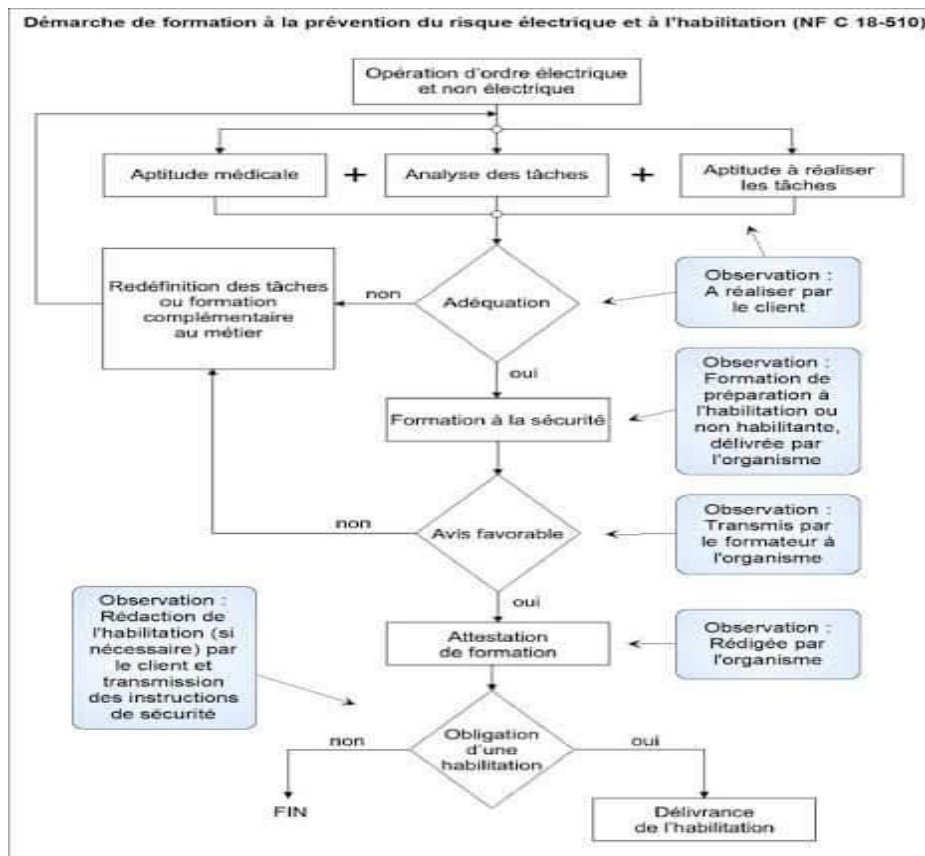 Démarche de formation à la prévention du risque électrique et à l'habilitation (NF C 18-510)
Opération d'ordre électrique
et non électrique
Aptitude médicale
+
Analyse des tâches
+
Aptitude à réaliser
les tâches
Redéfinition des tâches
ou formation
complémentaire
au métier
non
Adéquation
Observation :
A réaliser par
le client
oui
Formation à la sécurité
Observation :
Formation de
préparation à
l'habilitation ou
non habilitante,
délivrée par
l'organisme
non
Avis favorable
Observation :
Transmis par
le formateur à
l'organisme
oui
Observation :
Rédaction de
l'habilitation (si
nécessaire) par
le client et
transmission
des instructions
de sécurité
Attestation
de formation
Observation :
Rédigée par
l'organisme
non
Obligation
d'une
habilitation
oui
FIN
Délivrance
de l'habilitation